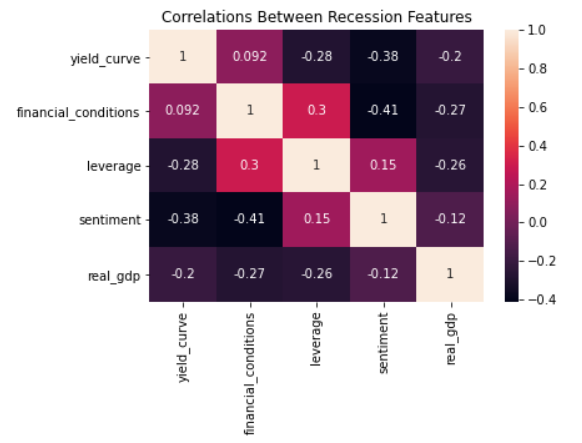 Correlations Between Recession Features
yield_curve 1 0.092 -0.28 -0.38 -0.2
financial_conditions 0.092 1 0.3 -0.41 -0.27
leverage -0.28 0.3 1 0.15 -0.26
sentiment -0.38 -0.41 0.15 1 -0.12
real_gdp -0.2 -0.27 -0.26 -0.12 1
yield_curve financial_conditions leverage sentiment real_gdp
1.0
0.8
0.6
0.4
0.2
0.0
−0.2
−0.4